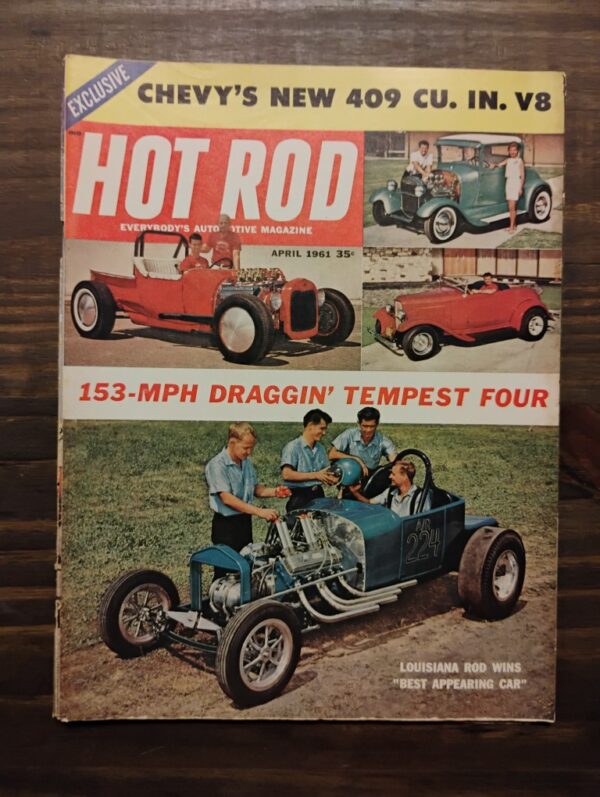 EXCLUSIVE
CHEVY'S NEW 409 CU. IN. V8
HOT ROD
EVERYBODY'S AUTOMOTIVE MAGAZINE
APRIL 1961 35¢
153-MPH DRAGGIN' TEMPEST FOUR
224
LOUISIANA ROD WINS
"BEST APPEARING CAR"